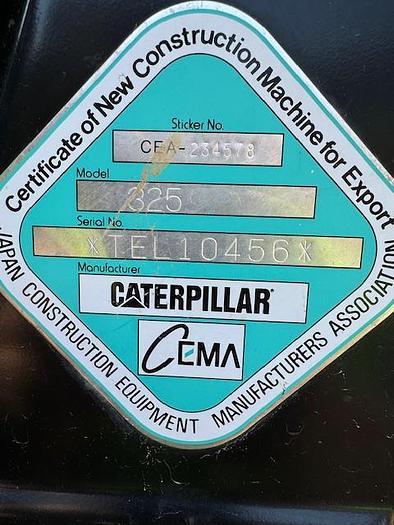 Certificate of New Construction Machine for Export
Sticker No.
CEA-234578
Model
325
Serial No.
*TEL10456*
Manufacturer
CATERPILLAR
CEMA
JAPAN CONSTRUCTION EQUIPMENT MANUFACTURERS ASSOCIATION